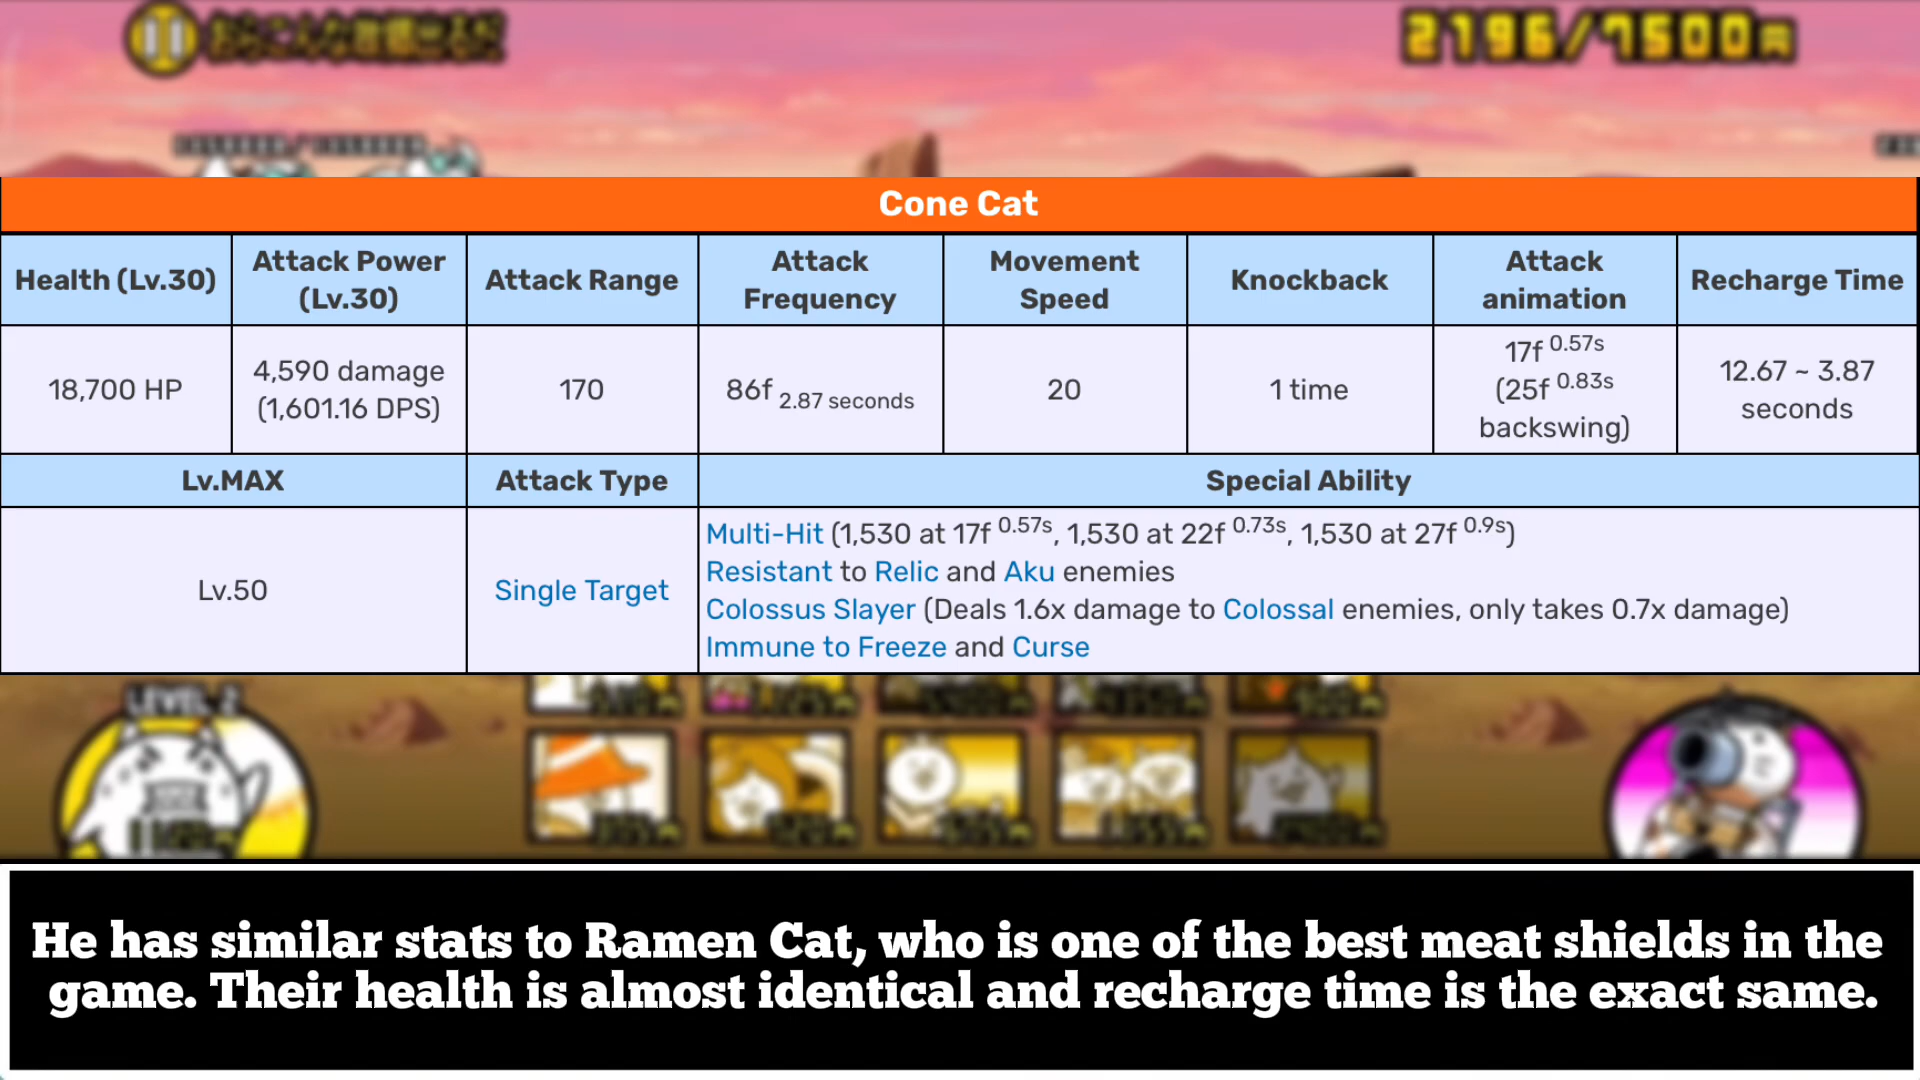 2196/7500円
Cone Cat
Health (Lv.30)
Attack Power
(Lv.30)
Attack Range
Attack
Frequency
Movement
Speed
Knockback
Attack
animation
Recharge Time
18,700 HP
4,590 damage
(1,601.16 DPS)
170
86f 2.87 seconds
20
1 time
17f 0.57s
(25f 0.83s
backswing)
12.67 ~ 3.87
seconds
Lv.MAX
Attack Type
Special Ability
Lv.50
Single Target
Multi-Hit (1,530 at 17f 0.57s, 1,530 at 22f 0.73s, 1,530 at 27f 0.9s)
Resistant to Relic and Aku enemies
Colossus Slayer (Deals 1.6x damage to Colossal enemies, only takes 0.7x damage)
Immune to Freeze and Curse
LEVEL 2
He has similar stats to Ramen Cat, who is one of the best meat shields in the
game. Their health is almost identical and recharge time is the exact same.